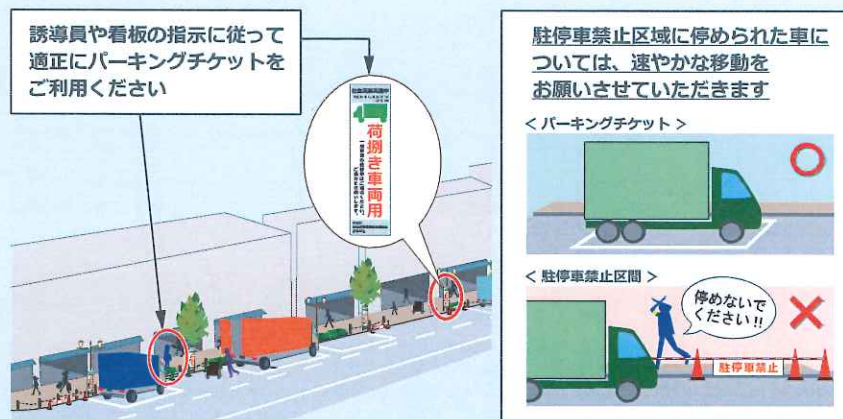 誘導員や看板の指示に従って
適正にパーキングチケットを
ご利用ください
荷捌き車両用
駐停車禁止区域に停められた車に
ついては、速やかな移動を
お願いさせていただきます
＜パーキングチケット＞
＜駐停車禁止区間＞
停めないで
ください!!
駐停車禁止